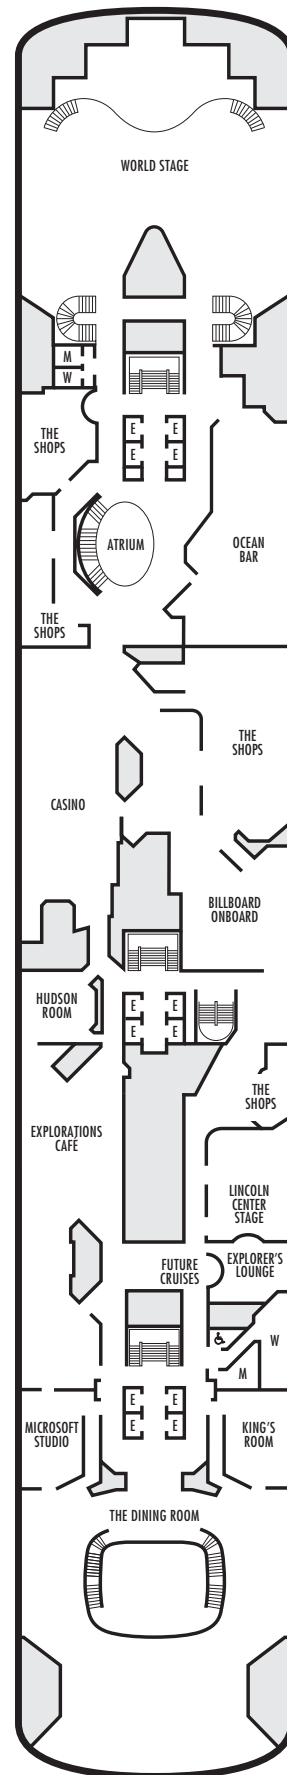 WORLD STAGE
M
W
E E
E E
THE
SHOPS
ATRIUM
OCEAN
BAR
THE
SHOPS
THE
SHOPS
CASINO
BILLBOARD
ONBOARD
HUDSON
ROOM
E E
E E
THE
SHOPS
EXPLORATIONS
CAFÉ
LINCOLN
CENTER
STAGE
EXPLORER'S
LOUNGE
FUTURE
CRUISES
W
M
E E
E E
MICROSOFT
STUDIO
KING'S
ROOM
THE DINING ROOM